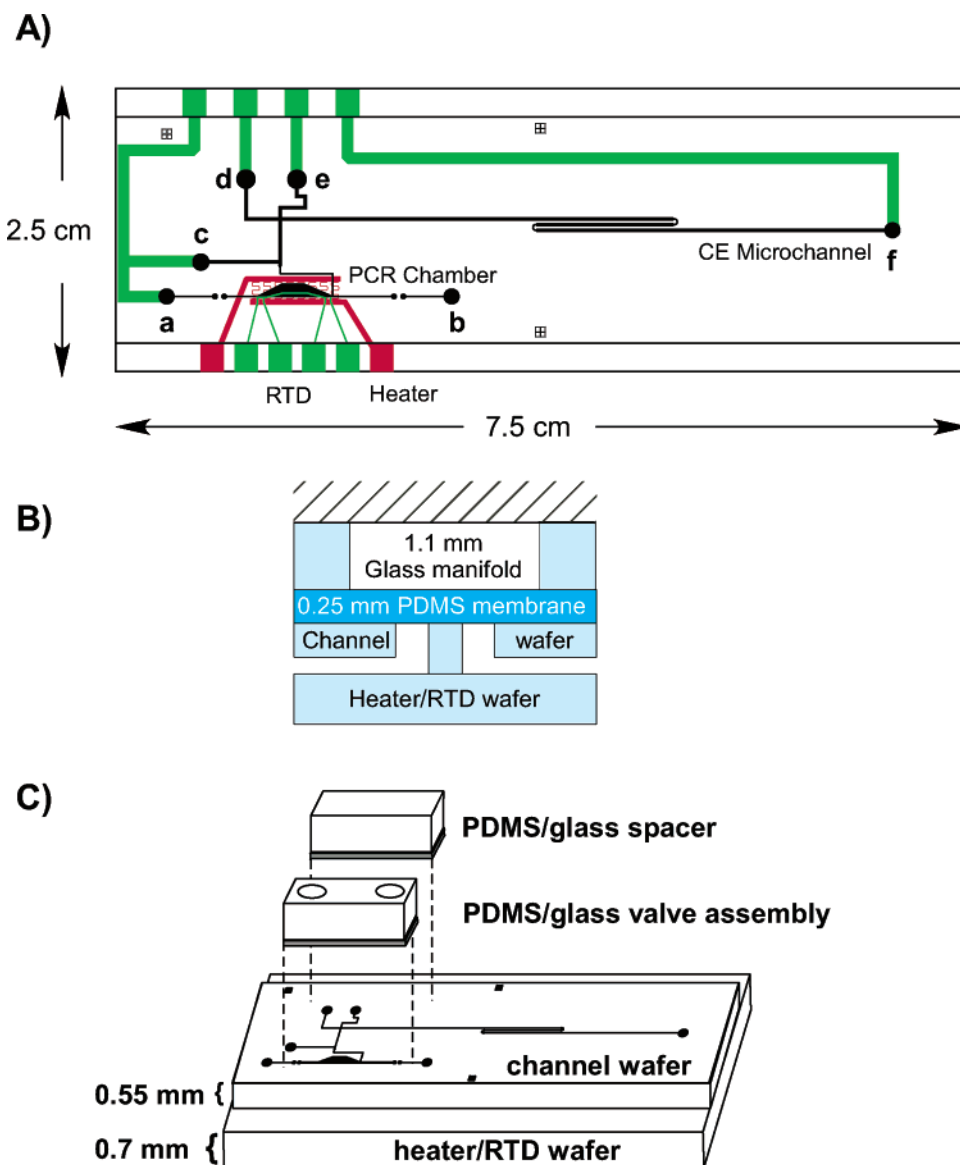 A)
d
e
2.5 cm
c
PCR Chamber
CE Microchannel
f
a
b
RTD
Heater
7.5 cm
B)
1.1 mm
Glass manifold
0.25 mm PDMS membrane
Channel
wafer
Heater/RTD wafer
C)
PDMS/glass spacer
PDMS/glass valve assembly
channel wafer
0.55 mm {
0.7 mm {
heater/RTD wafer